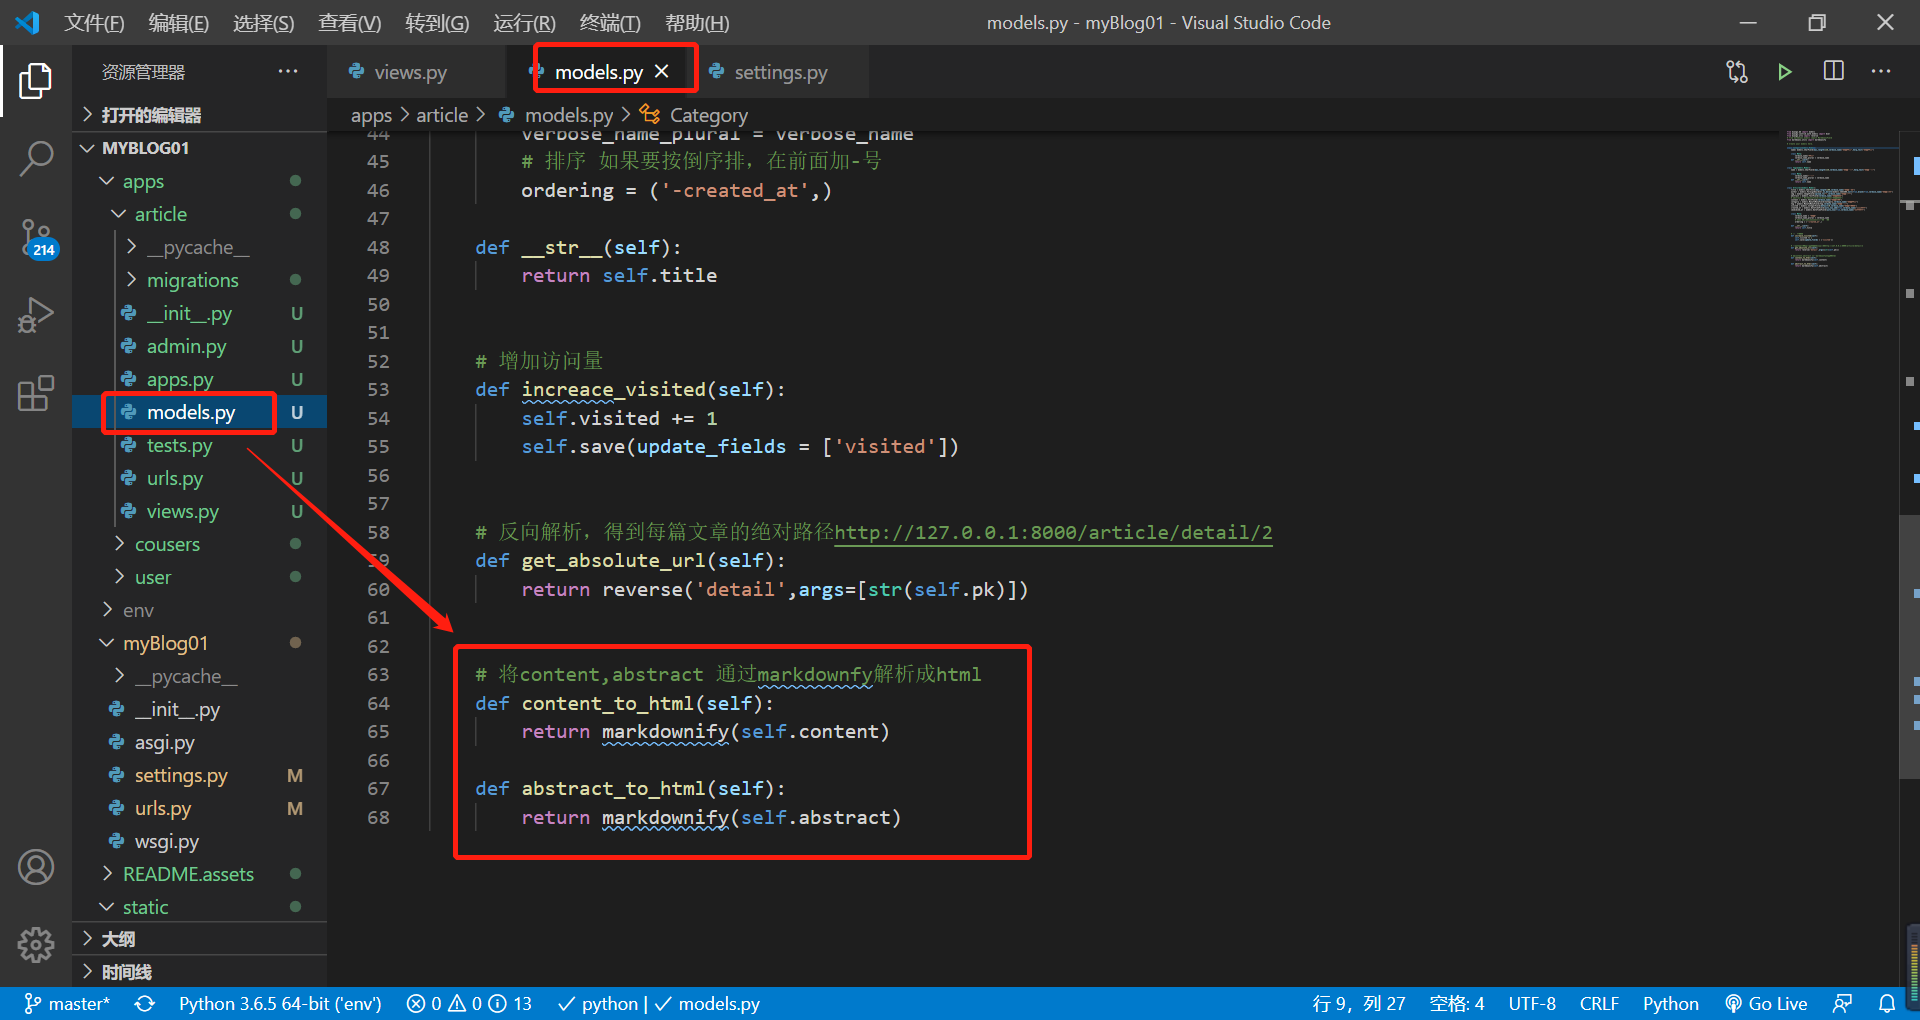 文件(F) 编辑(E) 选择(S) 查看(V) 转到(G) 运行(R) 终端(T) 帮助(H)
models.py - myBlog01 - Visual Studio Code
资源管理器
打开的编辑器
MYBLOG01
apps
article
__pycache__
migrations
__init__.py U
admin.py U
apps.py U
models.py U
tests.py U
urls.py U
views.py U
cousers
user
env
myBlog01
__pycache__
__init__.py
asgi.py
settings.py M
urls.py M
wsgi.py
README.assets
static
大纲
时间线
214
views.py models.py settings.py
apps > article > models.py > Category
44 verbose_name_plural = verbose_name
45 # 排序 如果要按倒序排，在前面加-号
46 ordering = ('-created_at',)
47
48 def __str__(self):
49 return self.title
50
51
52 # 增加访问量
53 def increace_visited(self):
54 self.visited += 1
55 self.save(update_fields = ['visited'])
56
57
58 # 反向解析，得到每篇文章的绝对路径http://127.0.0.1:8000/article/detail/2
59 def get_absolute_url(self):
60 return reverse('detail',args=[str(self.pk)])
61
62
63 # 将content,abstract 通过markdownfy解析成html
64 def content_to_html(self):
65 return markdownify(self.content)
66
67 def abstract_to_html(self):
68 return markdownify(self.abstract)
master* Python 3.6.5 64-bit ('env') 0 0 13 python | models.py
行 9，列 27 空格: 4 UTF-8 CRLF Python Go Live